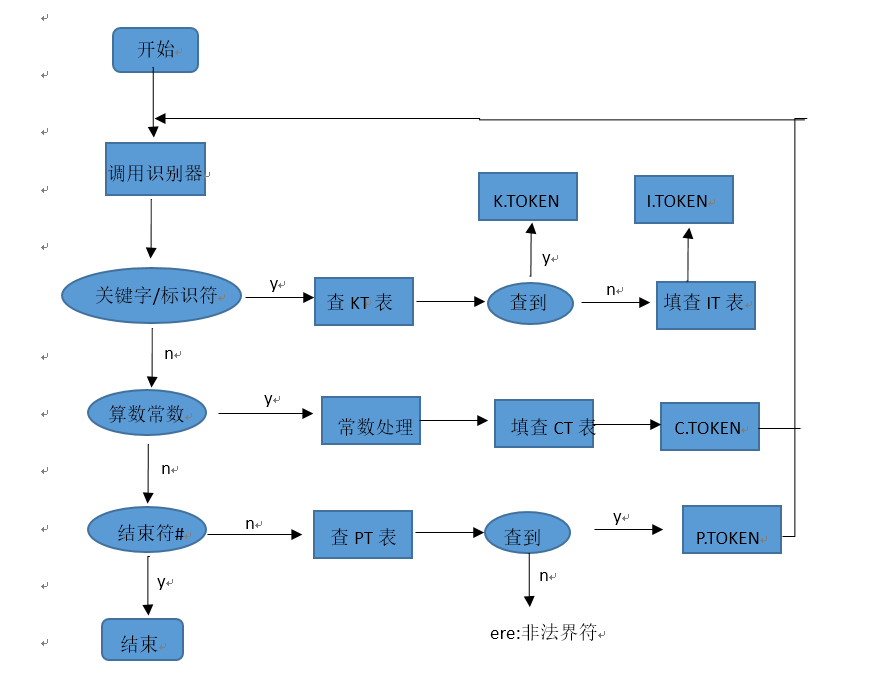 开始
调用识别器
K.TOKEN
I.TOKEN
y
关键字/标识符
y
查 KT 表
查到
n
填查 IT 表
n
算数常数
y
常数处理
填查 CT 表
C.TOKEN
n
结束符#
n
查 PT 表
查到
y
P.TOKEN
y
n
结束
ere:非法界符